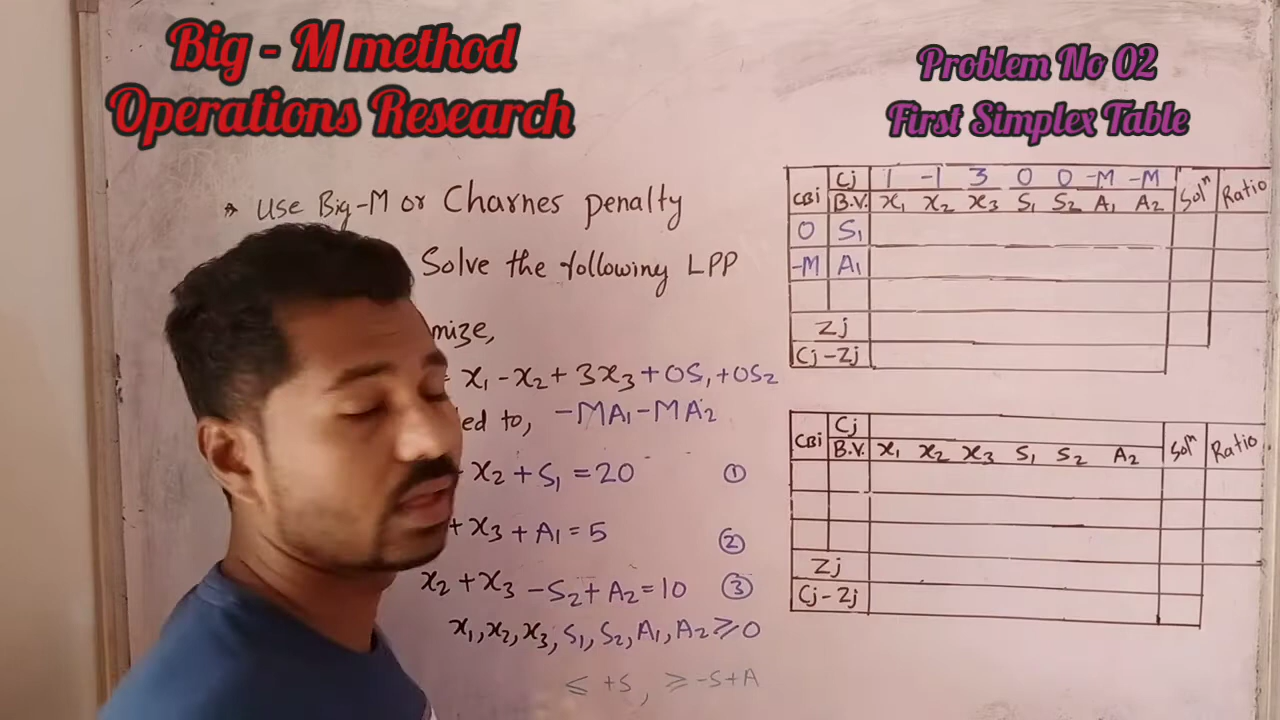 Big - M method
Operations Research
Problem No 02
First Simplex Table
* Use Big-M or Charnes penalty
Solve the following LPP
mize,
x₁ - x₂ + 3x₃ + 0S₁ + 0S₂
ed to, -MA₁ - MA₂
x₂ + S₁ = 20 ①
+ x₃ + A₁ = 5 ②
x₂ + x₃ - S₂ + A₂ = 10 ③
x₁, x₂, x₃, S₁, S₂, A₁, A₂ ≥ 0
≤ +S, ≥ -S+A
CBi Cj 1 -1 3 0 0 -M -M Solⁿ Ratio
B.V. x₁ x₂ x₃ S₁ S₂ A₁ A₂
0 S₁
-M A₁
Zj
Cj - Zj
CBi Cj Solⁿ Ratio
B.V. x₁ x₂ x₃ S₁ S₂ A₂
Zj
Cj - Zj